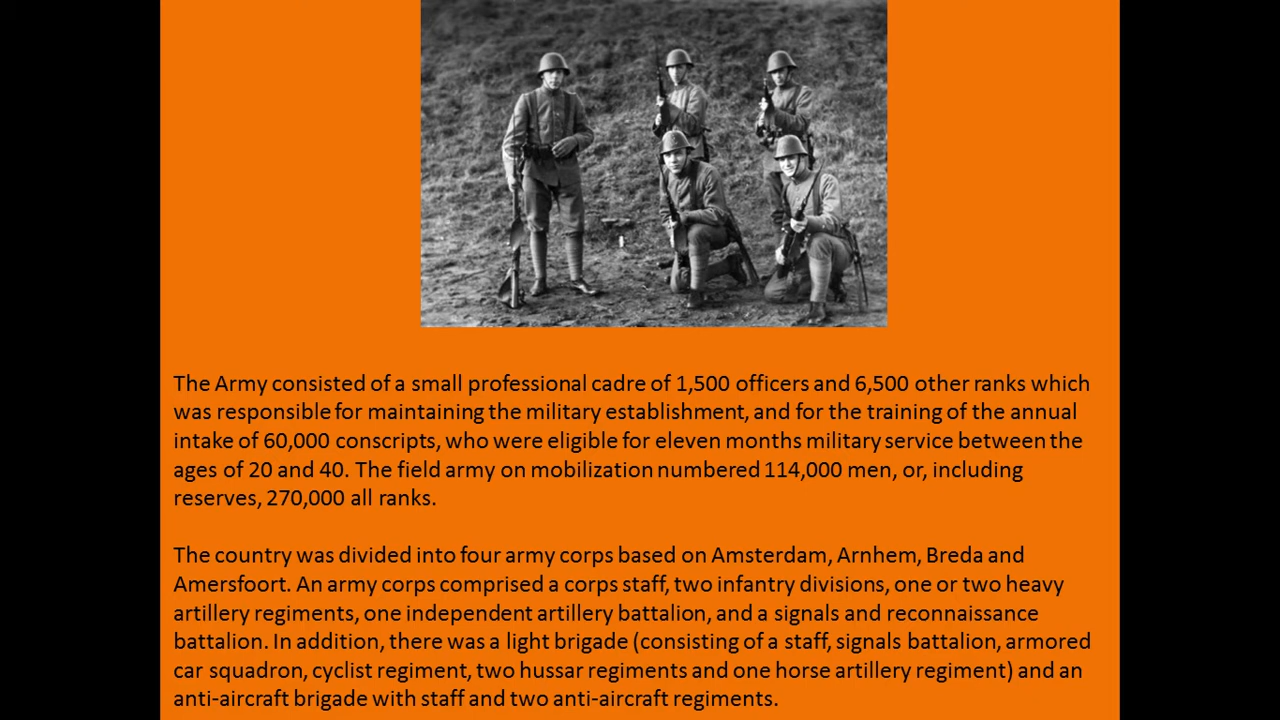 The Army consisted of a small professional cadre of 1,500 officers and 6,500 other ranks which
was responsible for maintaining the military establishment, and for the training of the annual
intake of 60,000 conscripts, who were eligible for eleven months military service between the
ages of 20 and 40. The field army on mobilization numbered 114,000 men, or, including
reserves, 270,000 all ranks.
The country was divided into four army corps based on Amsterdam, Arnhem, Breda and
Amersfoort. An army corps comprised a corps staff, two infantry divisions, one or two heavy
artillery regiments, one independent artillery battalion, and a signals and reconnaissance
battalion. In addition, there was a light brigade (consisting of a staff, signals battalion, armored
car squadron, cyclist regiment, two hussar regiments and one horse artillery regiment) and an
anti-aircraft brigade with staff and two anti-aircraft regiments.